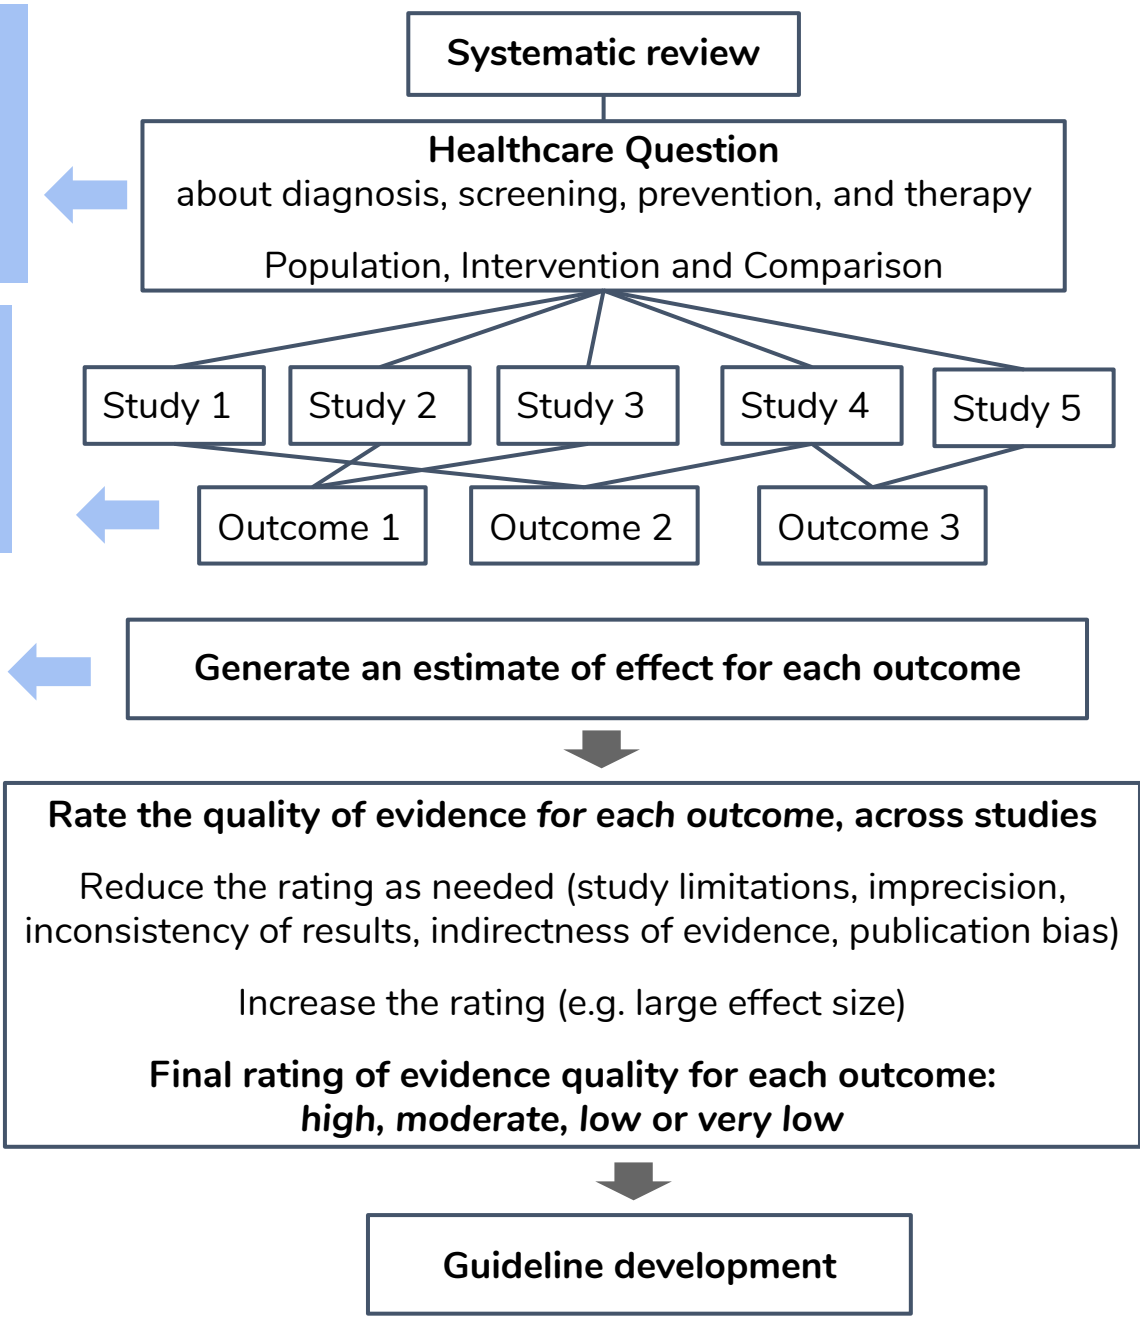 Systematic review
Healthcare Question
about diagnosis, screening, prevention, and therapy
Population, Intervention and Comparison
Study 1
Study 2
Study 3
Study 4
Study 5
Outcome 1
Outcome 2
Outcome 3
Generate an estimate of effect for each outcome
Rate the quality of evidence for each outcome, across studies
Reduce the rating as needed (study limitations, imprecision,
inconsistency of results, indirectness of evidence, publication bias)
Increase the rating (e.g. large effect size)
Final rating of evidence quality for each outcome:
high, moderate, low or very low
Guideline development